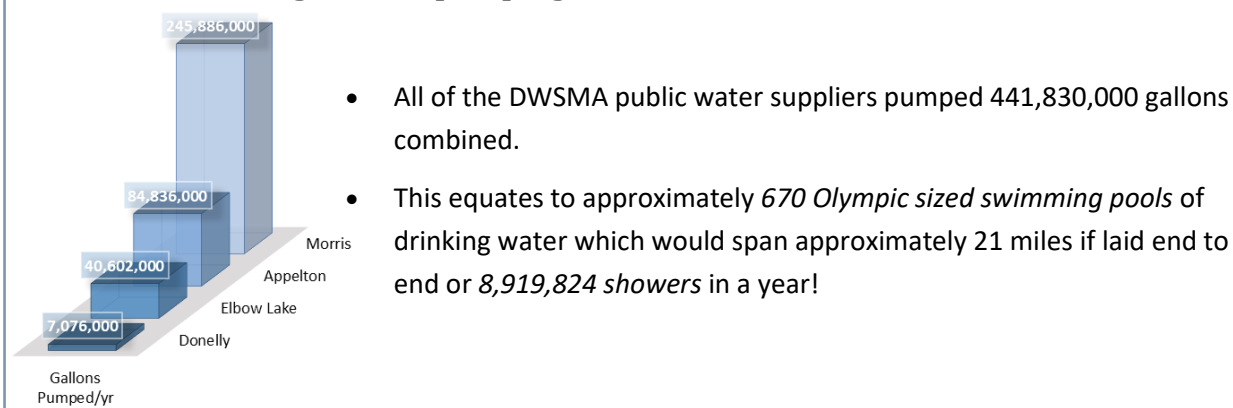 245,886,000
84,836,000
40,602,000
7,076,000
Morris
Appelton
Elbow Lake
Donelly
Gallons
Pumped/yr
• All of the DWSMA public water suppliers pumped 441,830,000 gallons
combined.
• This equates to approximately 670 Olympic sized swimming pools of
drinking water which would span approximately 21 miles if laid end to
end or 8,919,824 showers in a year!